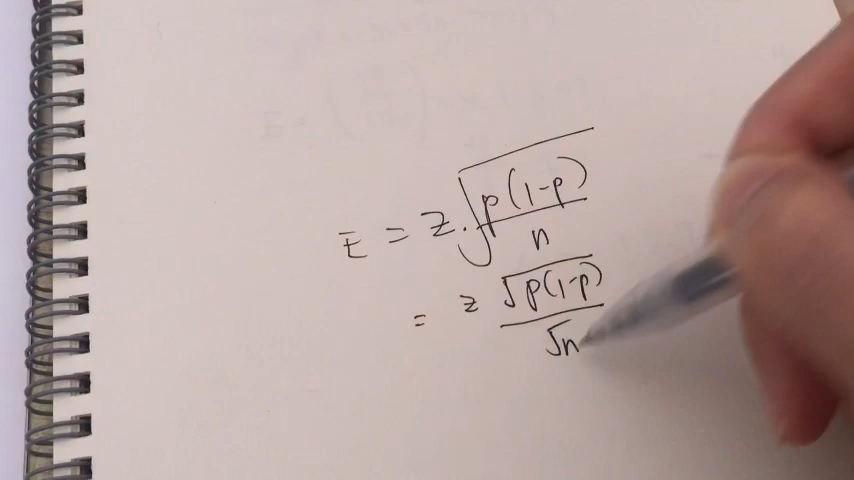 E = z · √(p(1-p)/n)
= z √p(1-p)/√n